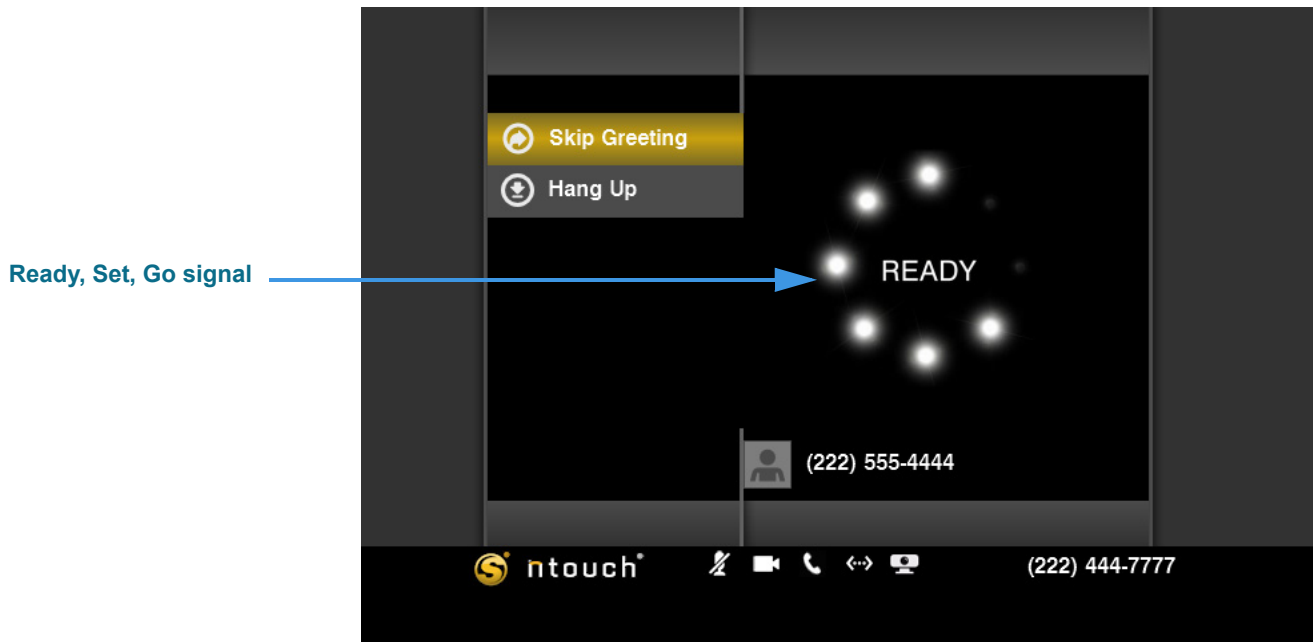 Skip Greeting
Hang Up
Ready, Set, Go signal
READY
(222) 555-4444
ntouch
(222) 444-7777